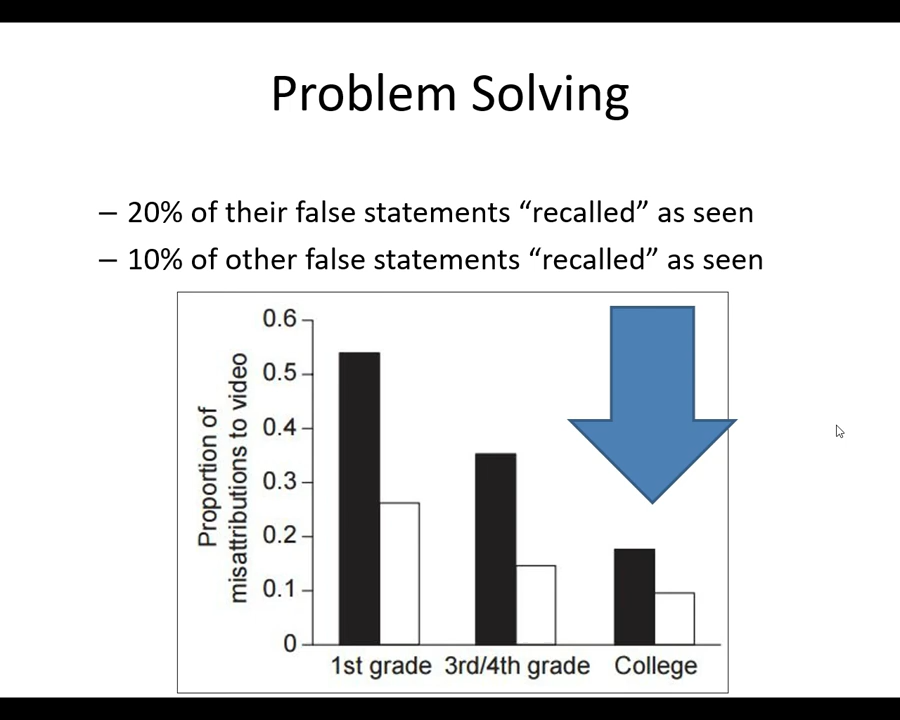 Problem Solving
– 20% of their false statements “recalled” as seen
– 10% of other false statements “recalled” as seen
Proportion of
misattributions to video
0.6
0.5
0.4
0.3
0.2
0.1
0
1st grade 3rd/4th grade College